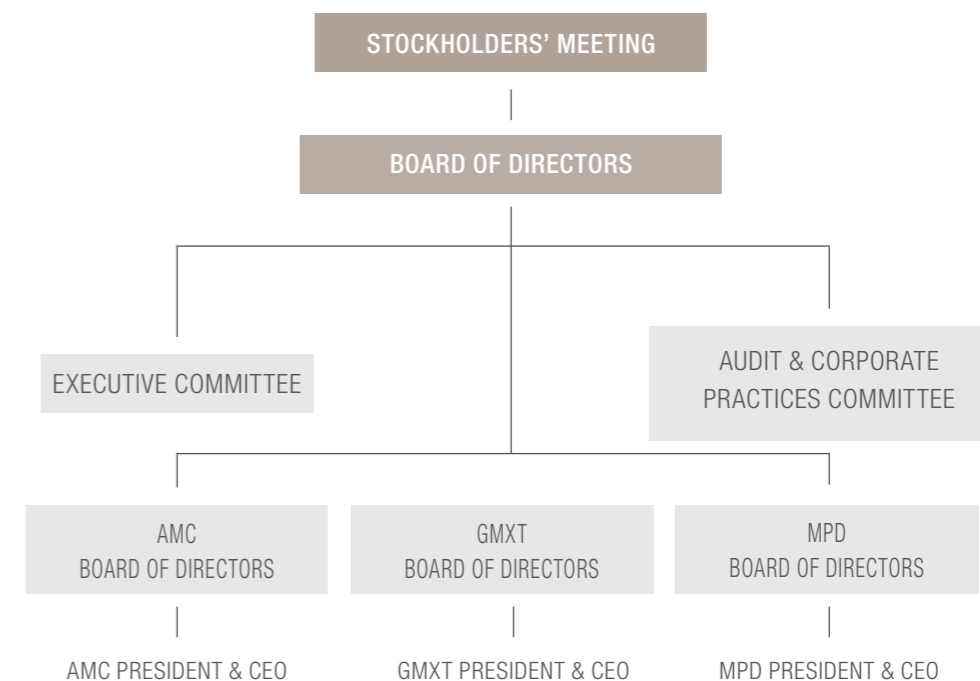 STOCKHOLDERS’ MEETING
BOARD OF DIRECTORS
EXECUTIVE COMMITTEE
AUDIT & CORPORATE
PRACTICES COMMITTEE
AMC
BOARD OF DIRECTORS
GMXT
BOARD OF DIRECTORS
MPD
BOARD OF DIRECTORS
AMC PRESIDENT & CEO
GMXT PRESIDENT & CEO
MPD PRESIDENT & CEO